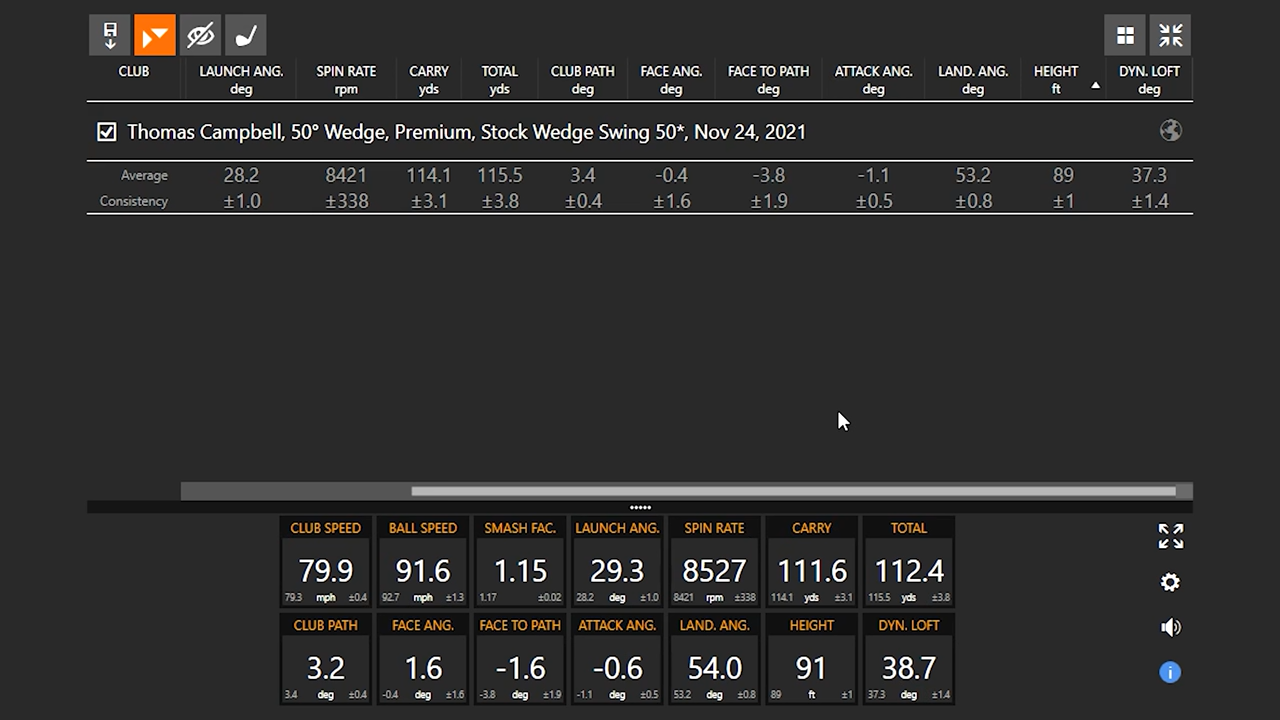 CLUB LAUNCH ANG. SPIN RATE CARRY TOTAL CLUB PATH FACE ANG. FACE TO PATH ATTACK ANG. LAND. ANG. HEIGHT DYN. LOFT
deg rpm yds yds deg deg deg deg deg ft deg
Thomas Campbell, 50° Wedge, Premium, Stock Wedge Swing 50*, Nov 24, 2021
Average 28.2 8421 114.1 115.5 3.4 -0.4 -3.8 -1.1 53.2 89 37.3
Consistency ±1.0 ±338 ±3.1 ±3.8 ±0.4 ±1.6 ±1.9 ±0.5 ±0.8 ±1 ±1.4
CLUB SPEED BALL SPEED SMASH FAC. LAUNCH ANG. SPIN RATE CARRY TOTAL
79.9 91.6 1.15 29.3 8527 111.6 112.4
79.3 mph ±0.4 92.7 mph ±1.3 1.17 ±0.02 28.2 deg ±1.0 8421 rpm ±338 114.1 yds ±3.1 115.5 yds ±3.8
CLUB PATH FACE ANG. FACE TO PATH ATTACK ANG. LAND. ANG. HEIGHT DYN. LOFT
3.2 1.6 -1.6 -0.6 54.0 91 38.7
3.4 deg ±0.4 -0.4 deg ±1.6 -3.8 deg ±1.9 -1.1 deg ±0.5 53.2 deg ±0.8 89 ft ±1 37.3 deg ±1.4